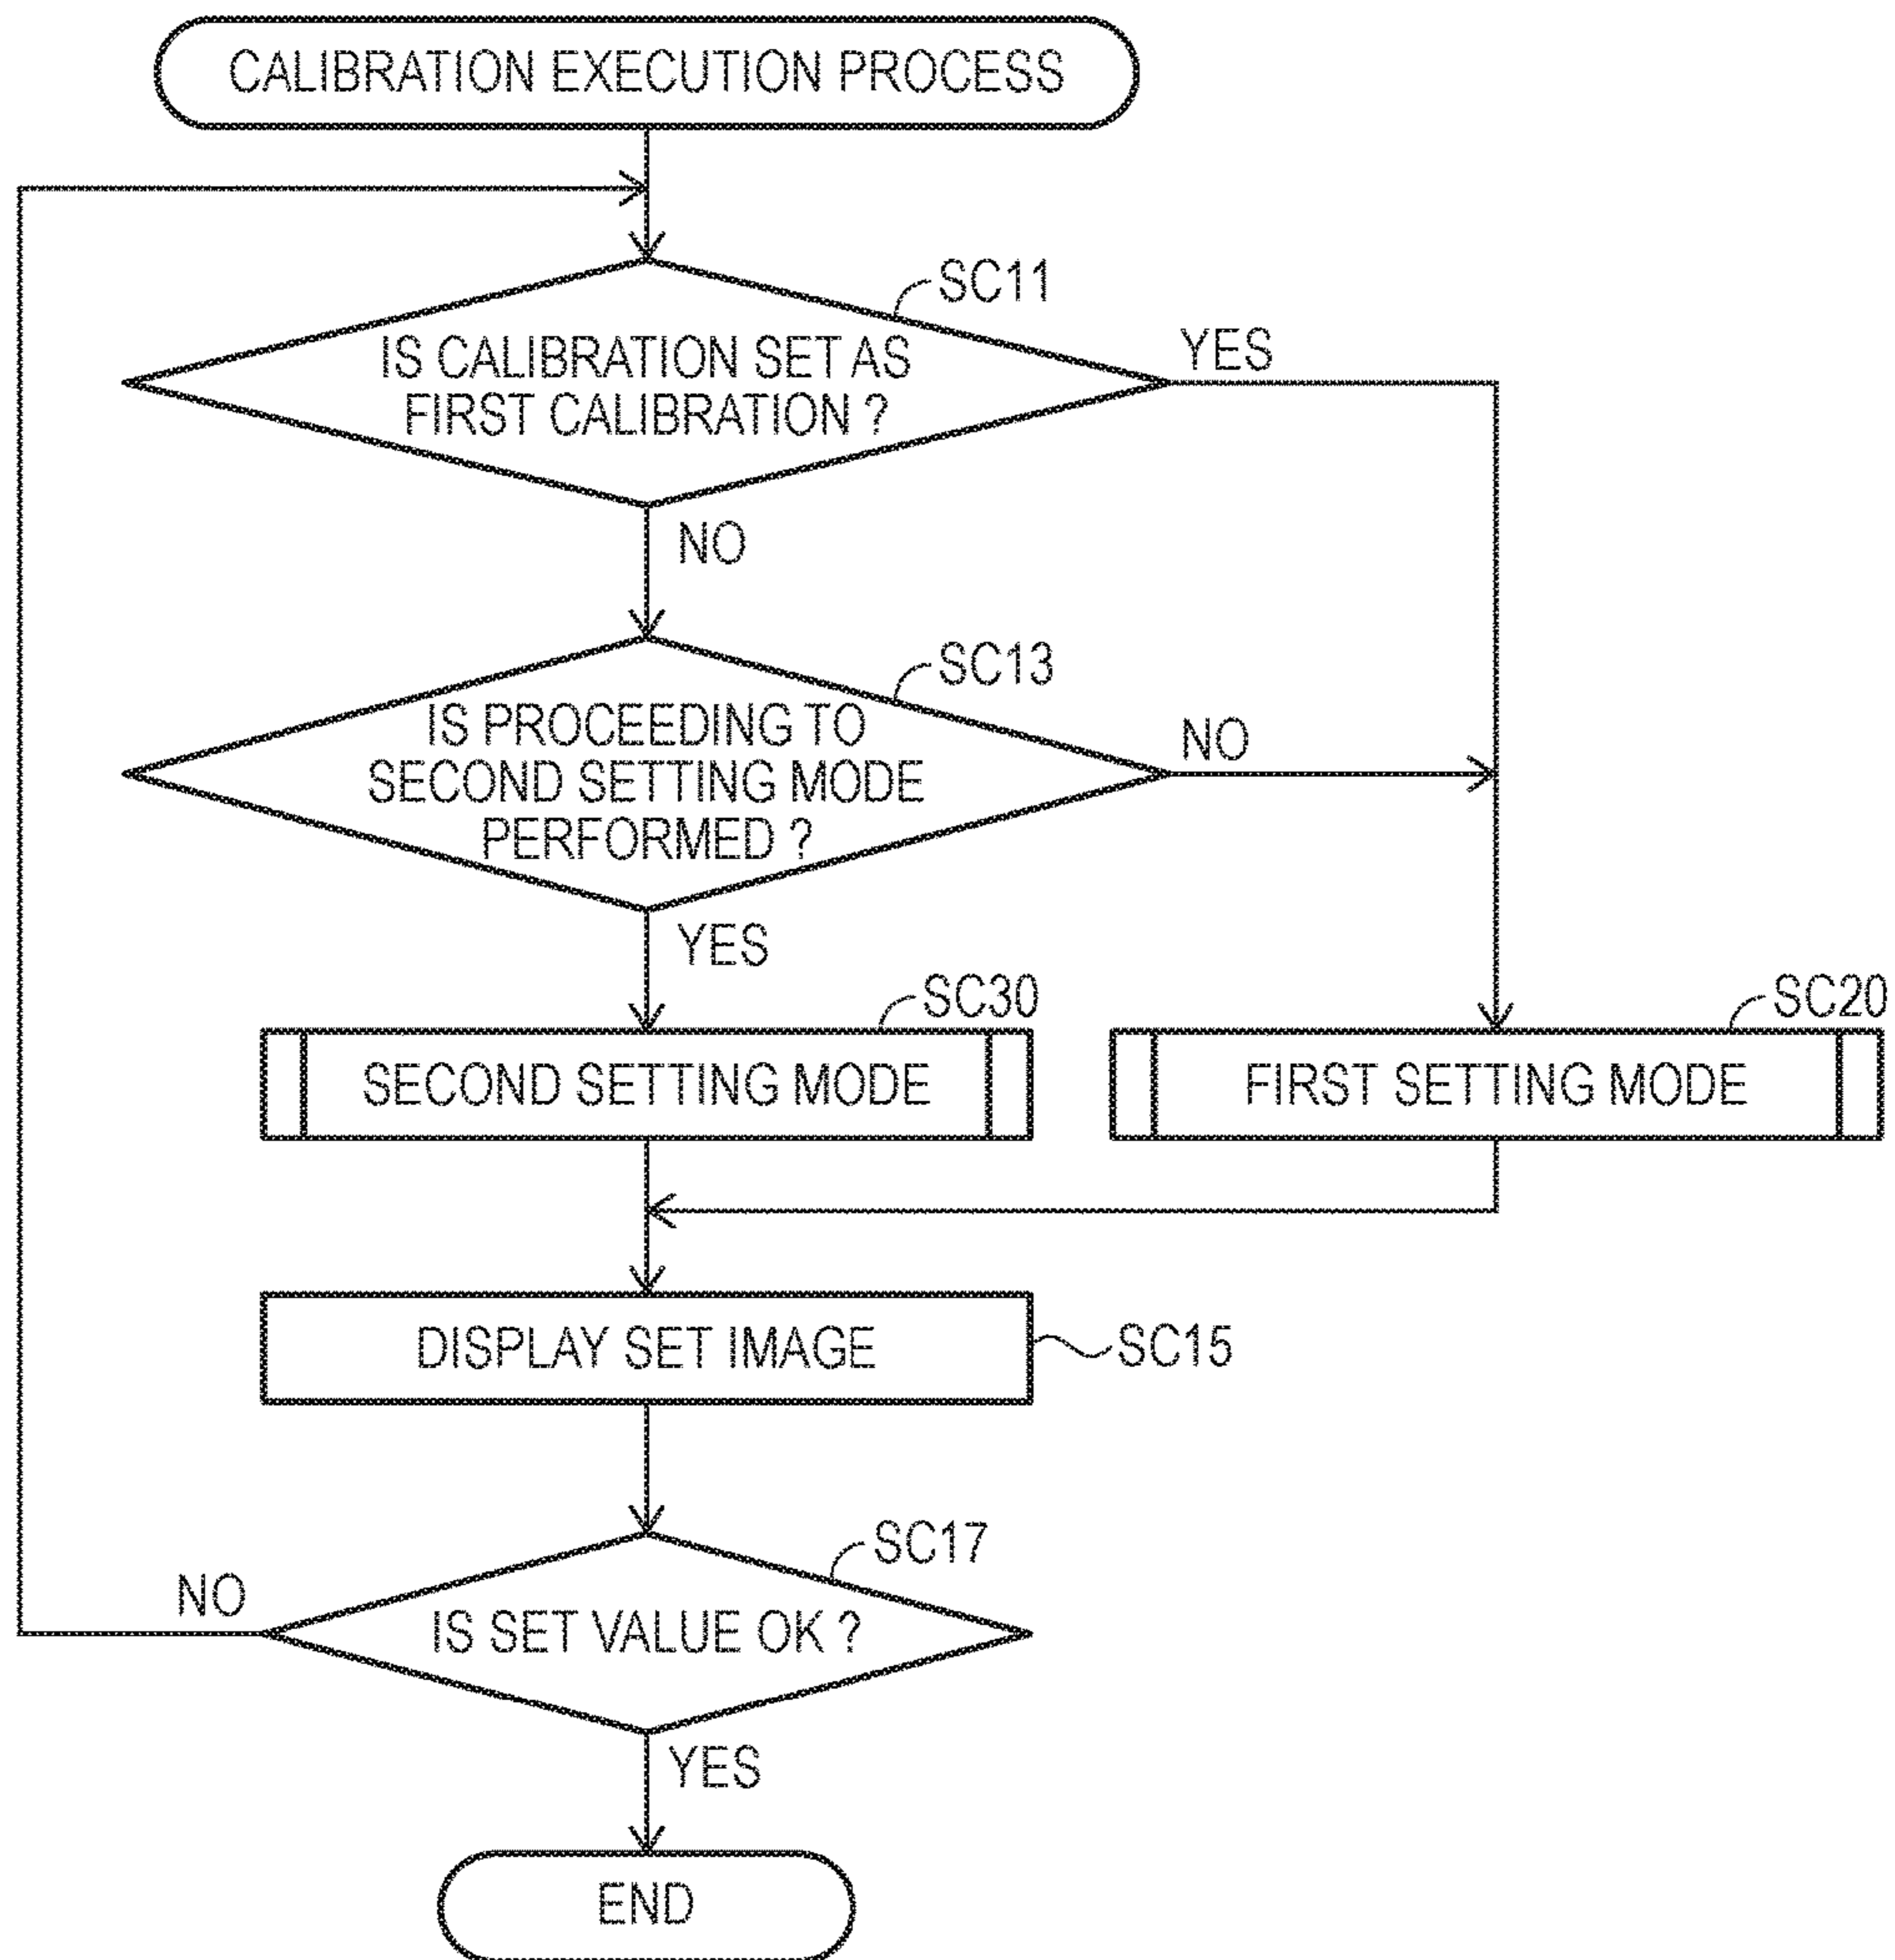 CALIBRATION EXECUTION PROCESS
SC11
IS CALIBRATION SET AS
FIRST CALIBRATION ?
YES
NO
SC13
IS PROCEEDING TO
SECOND SETTING MODE
PERFORMED ?
NO
YES
SC30
SECOND SETTING MODE
SC20
FIRST SETTING MODE
DISPLAY SET IMAGE
SC15
SC17
IS SET VALUE OK ?
NO
YES
END